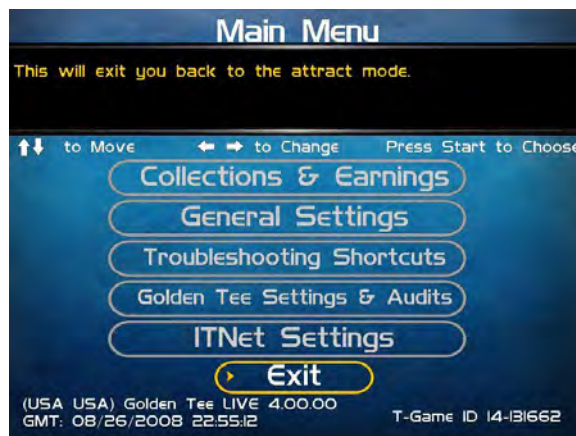 Main Menu
This will exit you back to the attract mode.
to Move to Change Press Start to Choose
Collections & Earnings
General Settings
Troubleshooting Shortcuts
Golden Tee Settings & Audits
ITNet Settings
Exit
(USA USA) Golden Tee LIVE 4.00.00
GMT: 08/26/2008 22:55:12
T-Game ID 14-131662